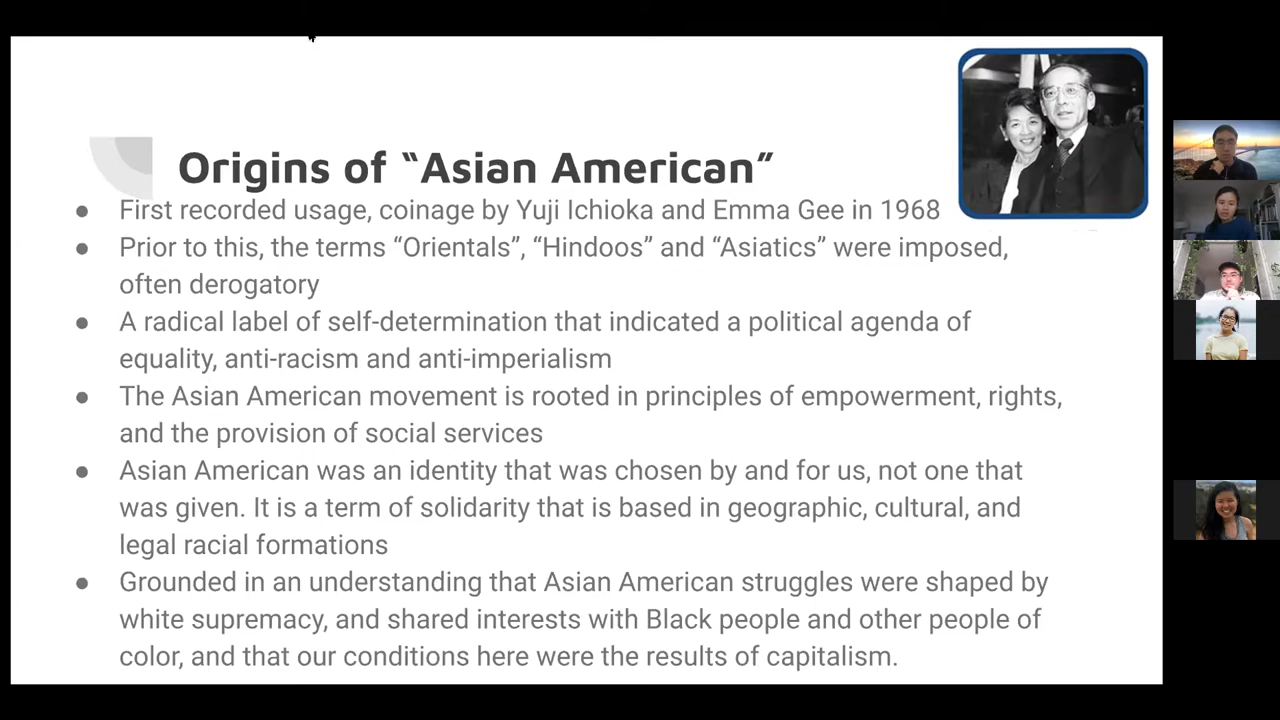 Origins of “Asian American”
● First recorded usage, coinage by Yuji Ichioka and Emma Gee in 1968
● Prior to this, the terms “Orientals”, “Hindoos” and “Asiatics” were imposed,
often derogatory
● A radical label of self-determination that indicated a political agenda of
equality, anti-racism and anti-imperialism
● The Asian American movement is rooted in principles of empowerment, rights,
and the provision of social services
● Asian American was an identity that was chosen by and for us, not one that
was given. It is a term of solidarity that is based in geographic, cultural, and
legal racial formations
● Grounded in an understanding that Asian American struggles were shaped by
white supremacy, and shared interests with Black people and other people of
color, and that our conditions here were the results of capitalism.